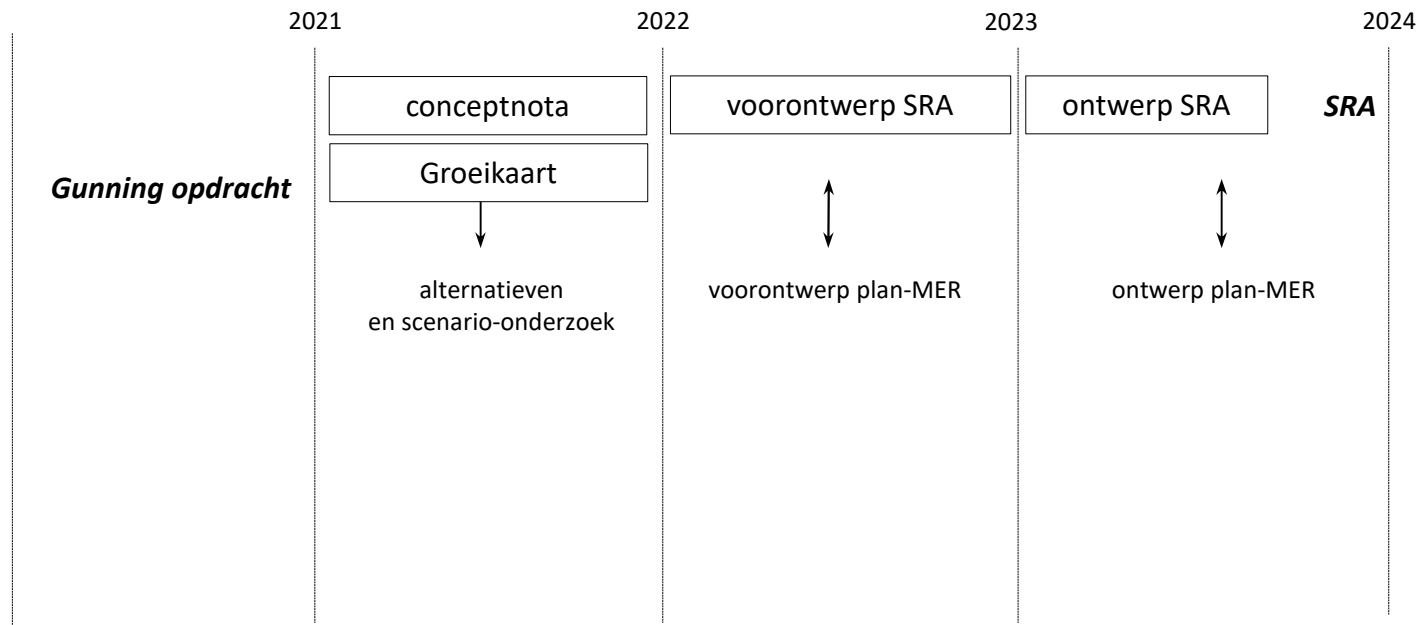 2021
2022
2023
2024
conceptnota
voorontwerp SRA
ontwerp SRA
SRA
Groeikaart
Gunning opdracht
alternatieven
en scenario-onderzoek
voorontwerp plan-MER
ontwerp plan-MER